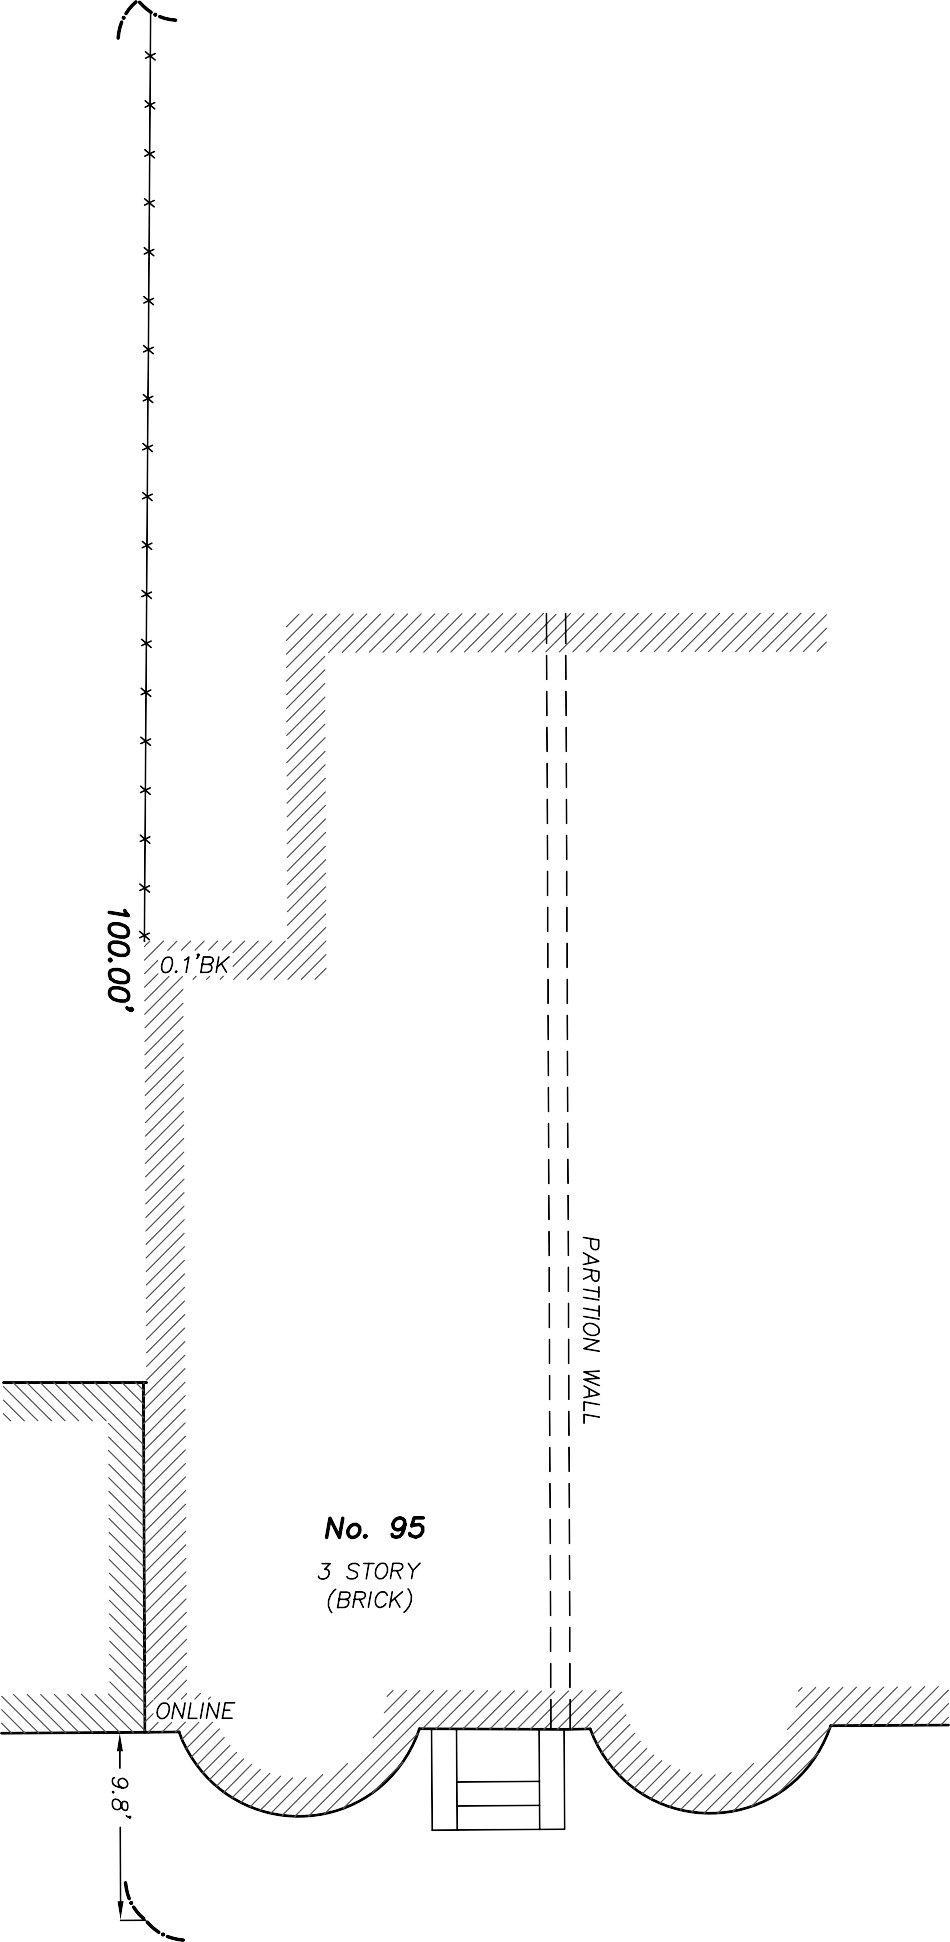 100.00'
0.1'BK
PARTITION WALL
No. 95
3 STORY
(BRICK)
ONLINE
9.8'